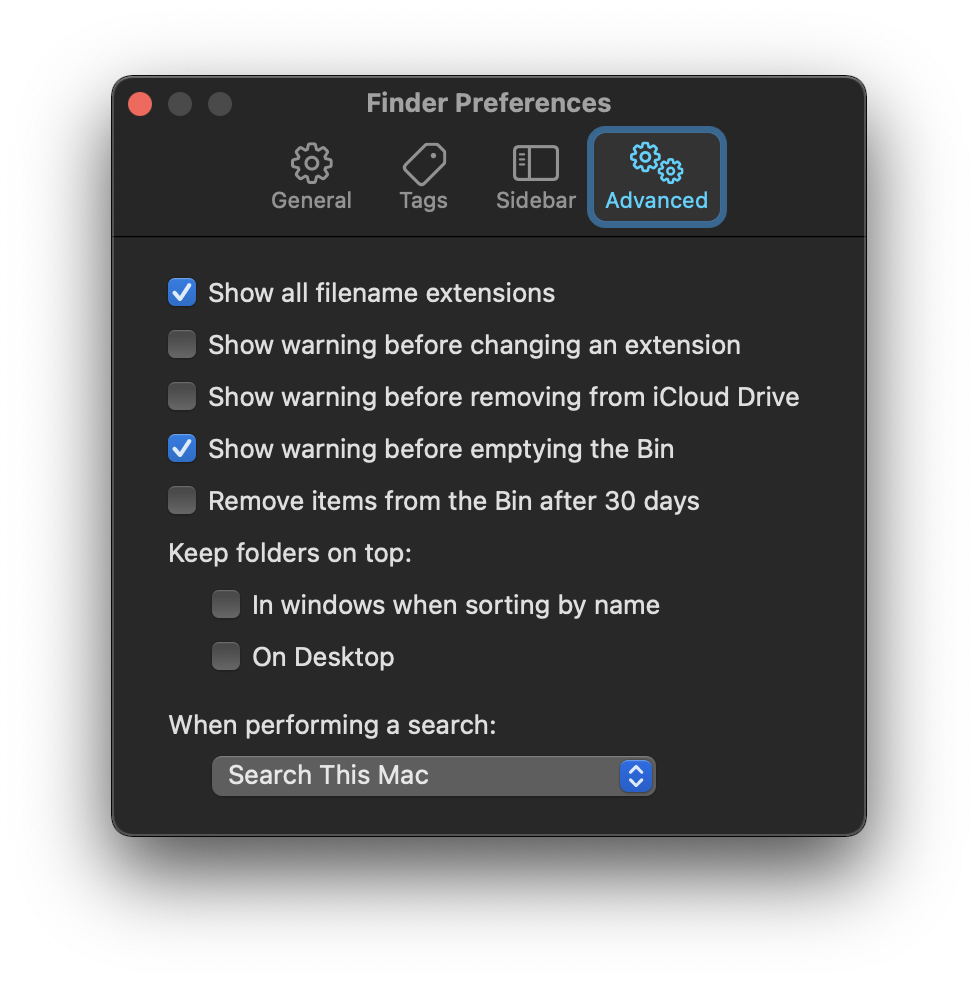 Finder Preferences
General Tags Sidebar Advanced
Show all filename extensions
Show warning before changing an extension
Show warning before removing from iCloud Drive
Show warning before emptying the Bin
Remove items from the Bin after 30 days
Keep folders on top:
In windows when sorting by name
On Desktop
When performing a search:
Search This Mac